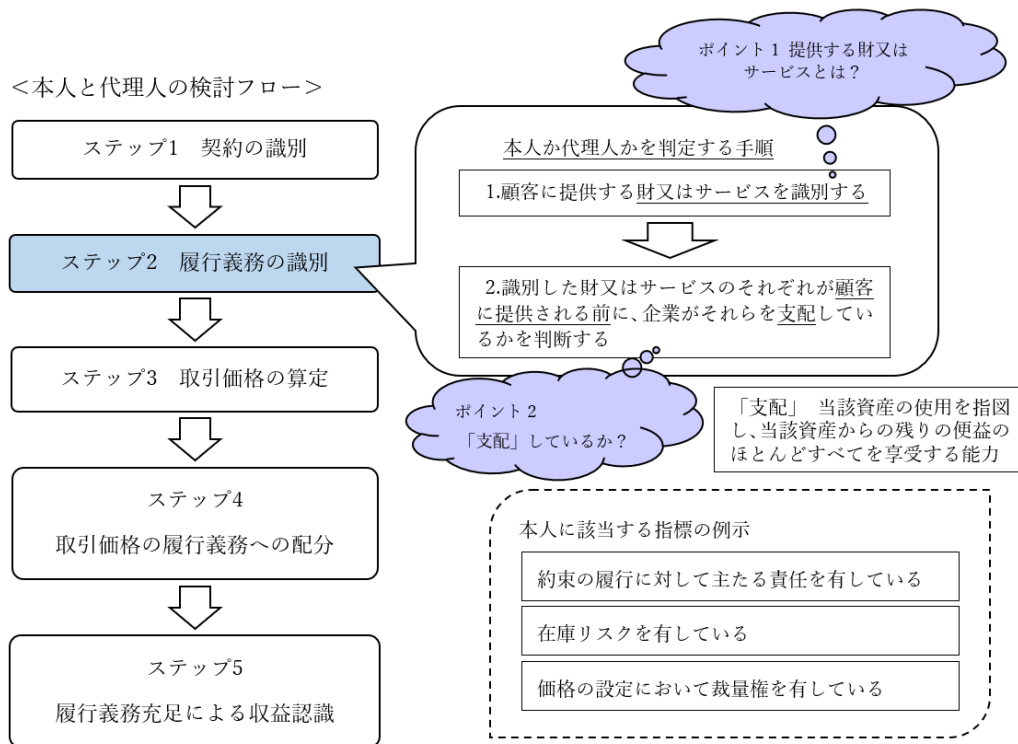 <本人と代理人の検討フロー>
ステップ1　契約の識別
ステップ2　履行義務の識別
ステップ3　取引価格の算定
ステップ4
取引価格の履行義務への配分
ステップ5
履行義務充足による収益認識
ポイント1 提供する財又は
サービスとは？
本人か代理人かを判定する手順
1.顧客に提供する財又はサービスを識別する
2.識別した財又はサービスのそれぞれが顧客
に提供される前に、企業がそれらを支配してい
るかを判断する
ポイント2
「支配」しているか？
「支配」　当該資産の使用を指図
し、当該資産からの残りの便益の
ほとんどすべてを享受する能力
本人に該当する指標の例示
約束の履行に対して主たる責任を有している
在庫リスクを有している
価格の設定において裁量権を有している